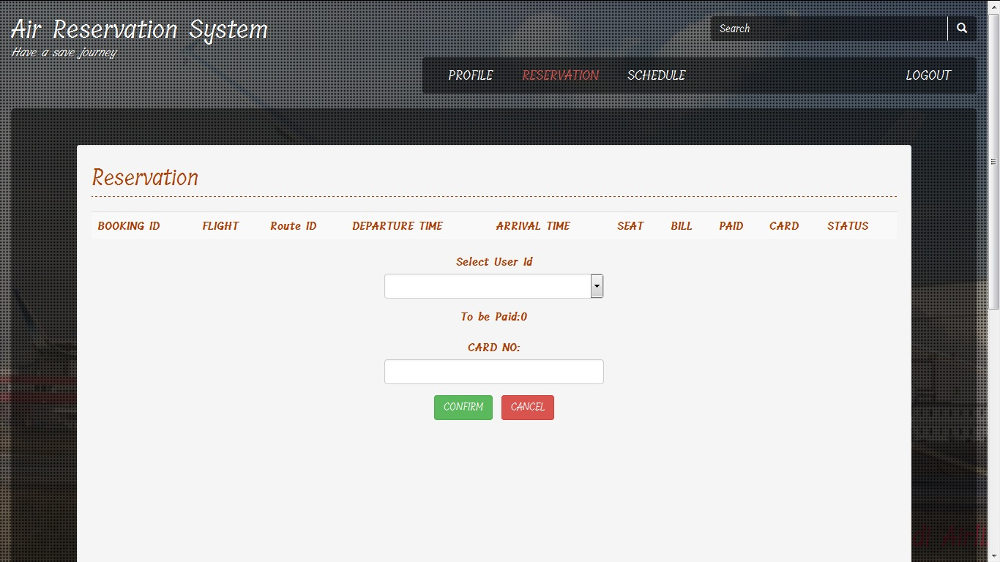 Air Reservation System
Have a save journey
Search
PROFILE RESERVATION SCHEDULE LOGOUT
Reservation
BOOKING ID FLIGHT Route ID DEPARTURE TIME ARRIVAL TIME SEAT BILL PAID CARD STATUS
Select User Id
To be Paid:0
CARD NO:
CONFIRM CANCEL